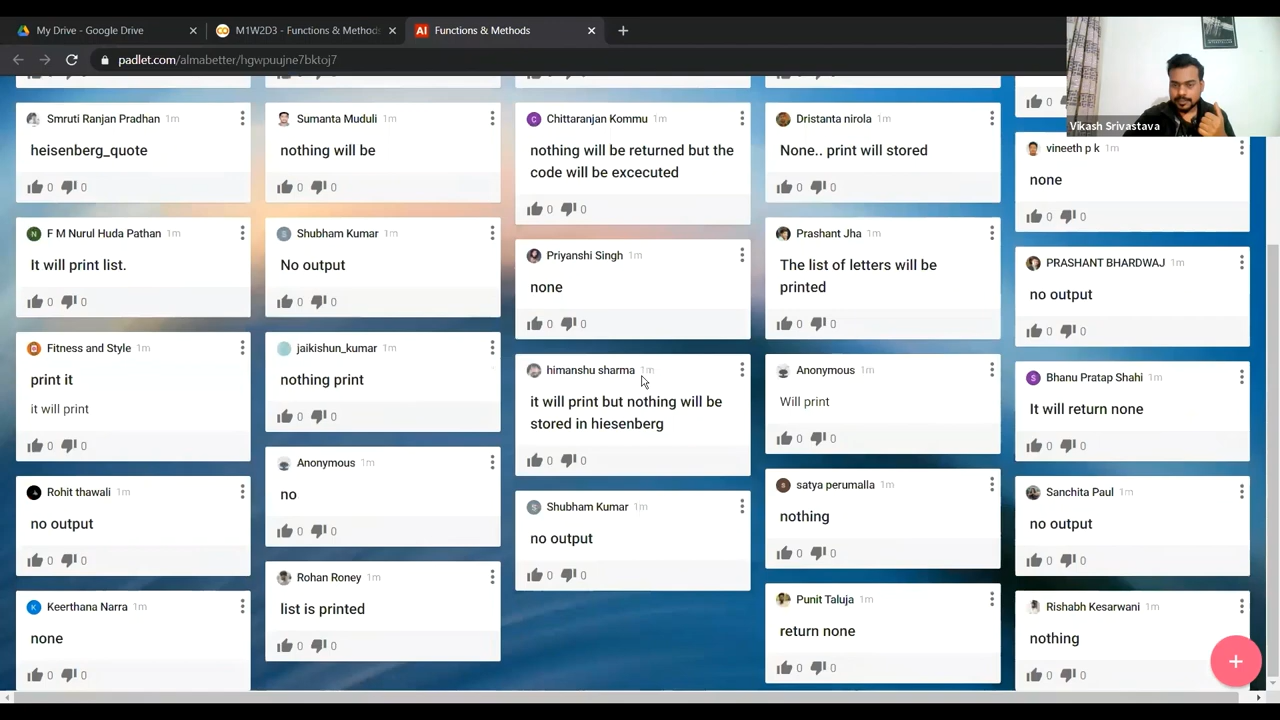 My Drive - Google Drive
M1W2D3 - Functions & Methods
AI Functions & Methods
padlet.com/almabetter/hgwpuujne7bktoj7
Vikash Srivastava
0 0
Smruti Ranjan Pradhan 1m
heisenberg_quote
0 0
F M Nurul Huda Pathan 1m
It will print list.
0 0
Fitness and Style 1m
print it
it will print
0 0
Rohit thawali 1m
no output
0 0
K Keerthana Narra 1m
none
0 0
Sumanta Muduli 1m
nothing will be
0 0
S Shubham Kumar 1m
No output
0 0
jaikishun_kumar 1m
nothing print
0 0
Anonymous 1m
no
0 0
Rohan Roney 1m
list is printed
0 0
C Chittaranjan Kommu 1m
nothing will be returned but the
code will be excecuted
0 0
Priyanshi Singh 1m
none
0 0
himanshu sharma 1m
it will print but nothing will be
stored in hiesenberg
0 0
S Shubham Kumar 1m
no output
0 0
Dristanta nirola 1m
None.. print will stored
0 0
Prashant Jha 1m
The list of letters will be
printed
0 0
Anonymous 1m
Will print
0 0
satya perumalla 1m
nothing
0 0
Punit Taluja 1m
return none
0 0
0
vineeth p k 1m
none
0 0
PRASHANT BHARDWAJ 1m
no output
0 0
S Bhanu Pratap Shahi 1m
It will return none
0 0
Sanchita Paul 1m
no output
0 0
Rishabh Kesarwani 1m
nothing
0 0